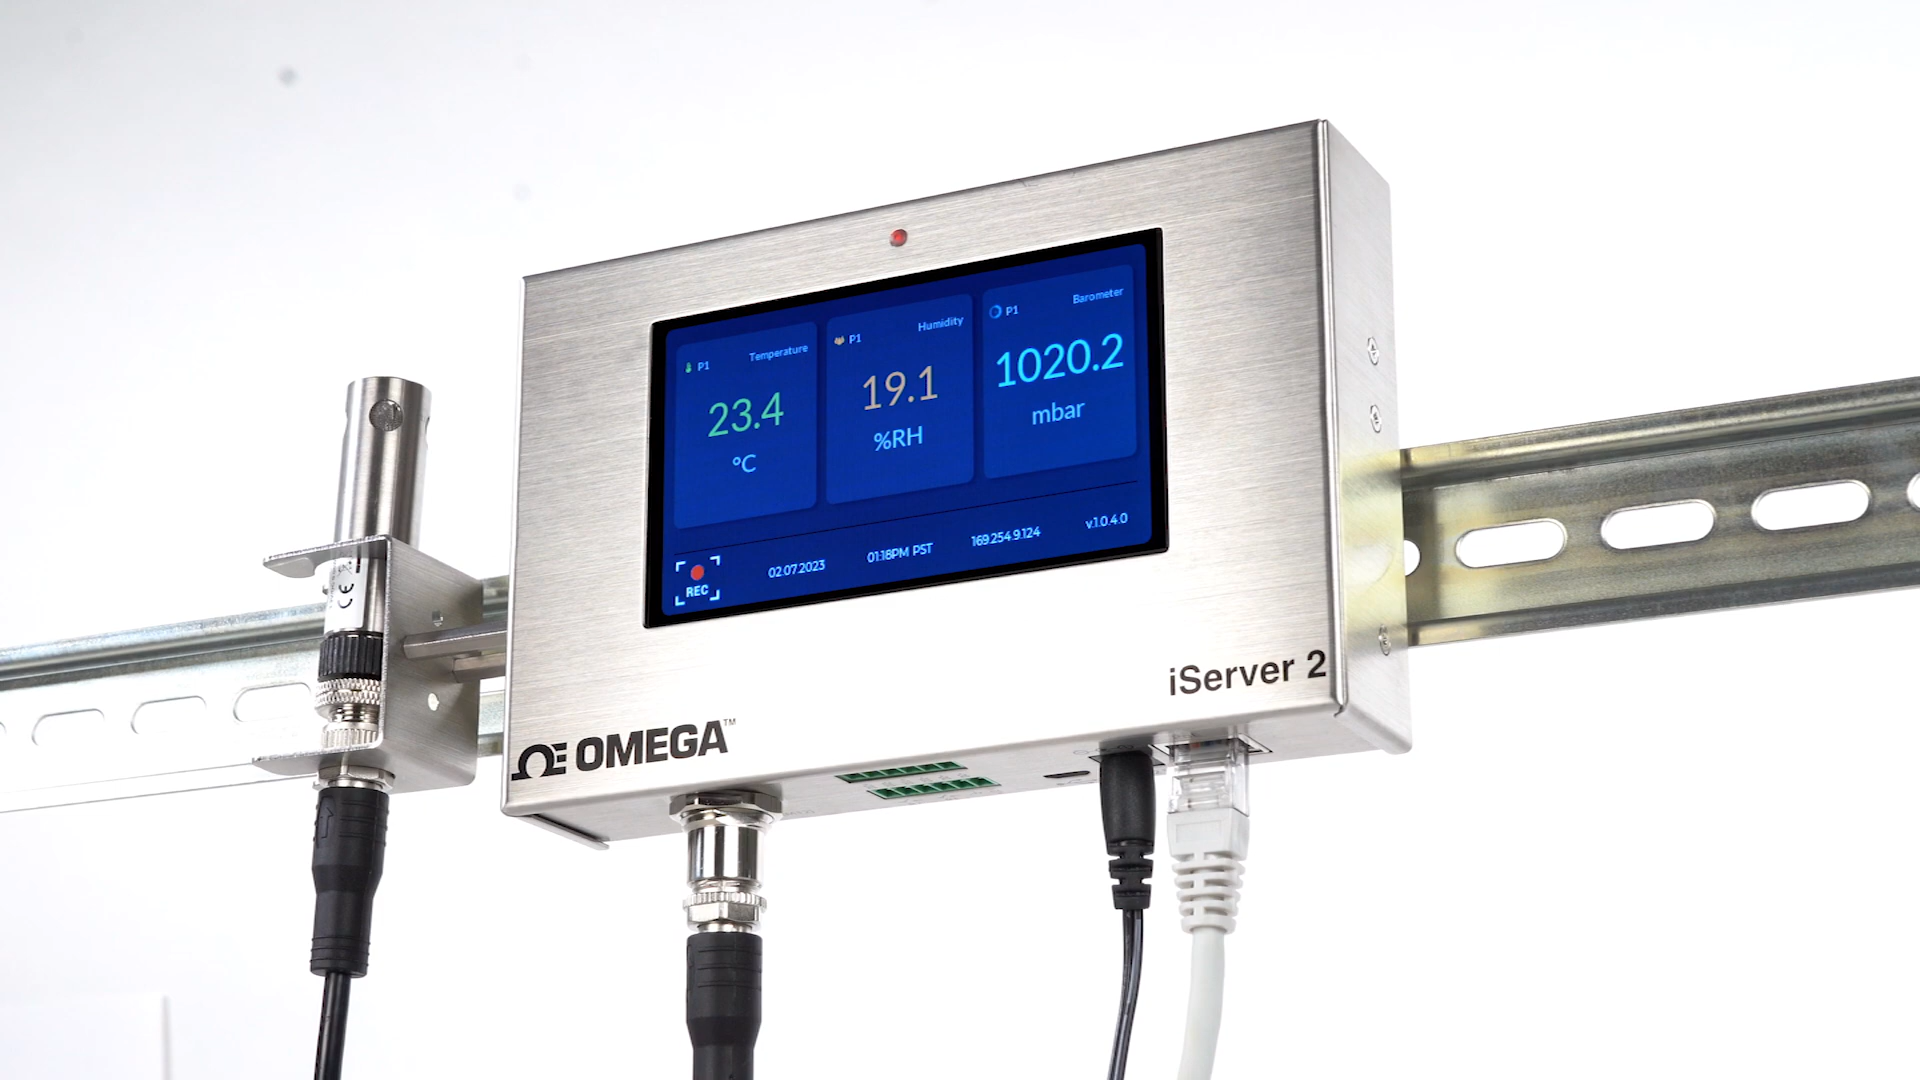 P1 Temperature
23.4
°C
P1 Humidity
19.1
%RH
P1 Barometer
1020.2
mbar
REC
02.07.2023
01:18PM PST
169.254.9.124
v.1.0.4.0
iServer 2
OMEGA™
CE